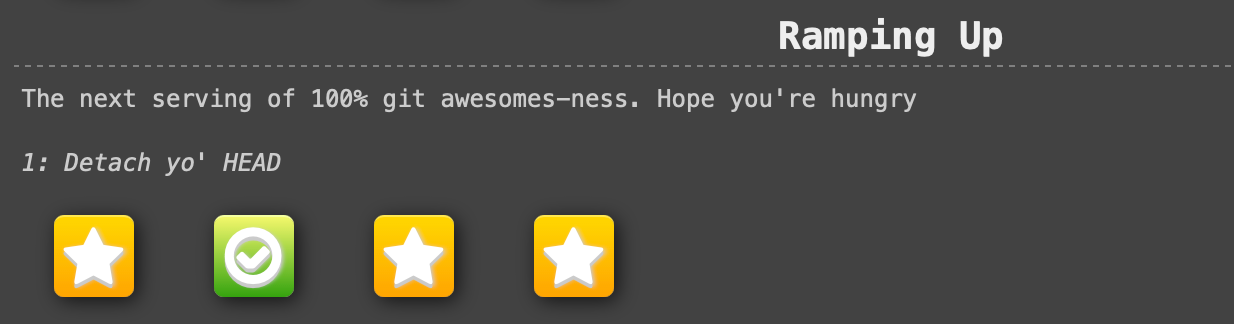 Ramping Up
The next serving of 100% git awesomes-ness. Hope you're hungry
1: Detach yo' HEAD